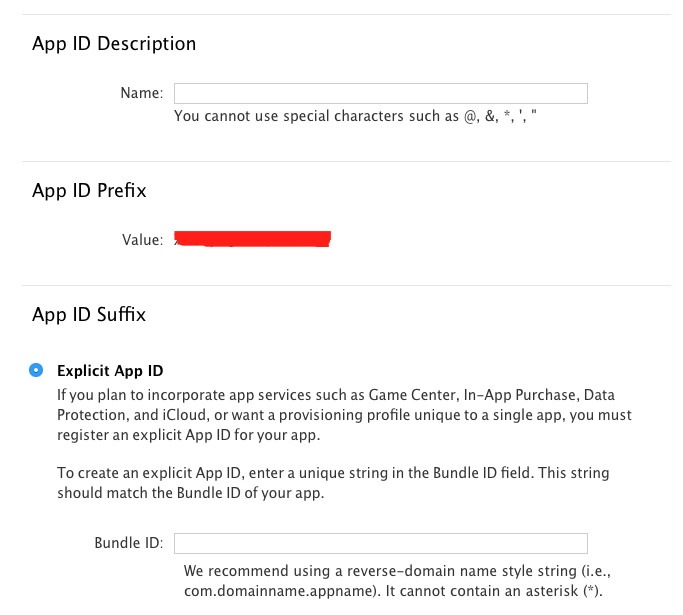 App ID Description
Name:
You cannot use special characters such as @, &, *, ', "
App ID Prefix
Value:
App ID Suffix
Explicit App ID
If you plan to incorporate app services such as Game Center, In-App Purchase, Data
Protection, and iCloud, or want a provisioning profile unique to a single app, you must
register an explicit App ID for your app.
To create an explicit App ID, enter a unique string in the Bundle ID field. This string
should match the Bundle ID of your app.
Bundle ID:
We recommend using a reverse-domain name style string (i.e.,
com.domainname.appname). It cannot contain an asterisk (*).